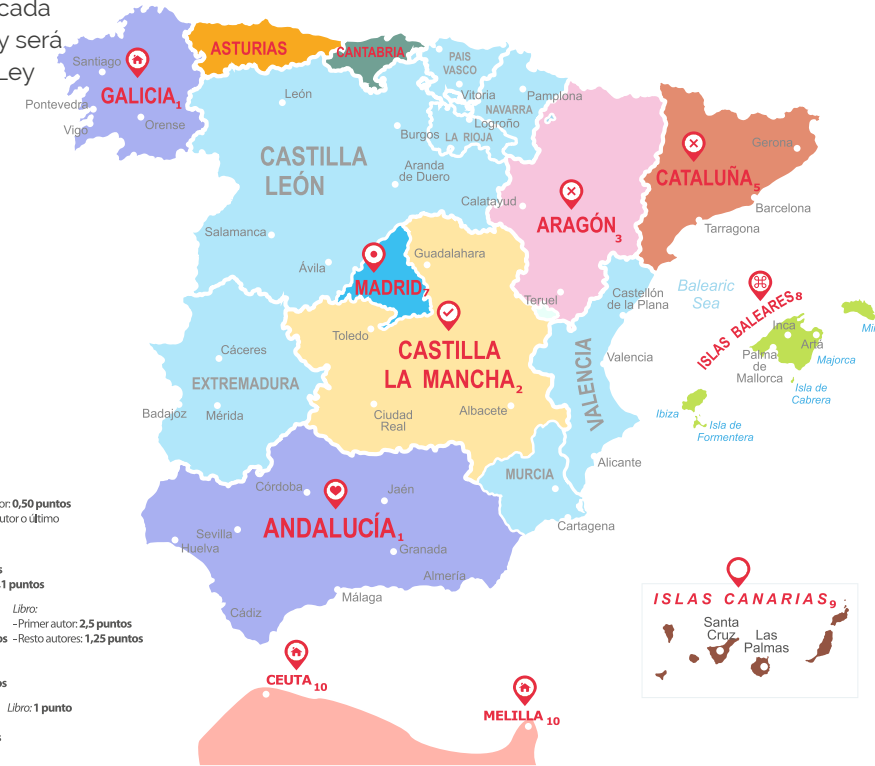 cada
y será
Ley
ASTURIAS
CANTABRIA
PAIS
VASCO
Santiago
GALICIA1
Pontevedra
Vigo
Orense
León
Vitoria
Pamplona
NAVARRA
Logroño
LA RIOJA
Burgos
CASTILLA
LEÓN
Aranda
de Duero
Gerona
CATALUÑA5
Calatayud
ARAGÓN3
Barcelona
Tarragona
Salamanca
Ávila
Guadalahara
MADRID7
Teruel
Castellón
de la Plana
Balearic
Sea
ISLAS BALEARES8
Inca
Arta
Palma
de
Mallorca
Majorca
Mi
Isla de
Cabrera
Ibiza
Isla de
Formentera
Toledo
CASTILLA
LA MANCHA2
Cáceres
EXTREMADURA
Badajoz
Mérida
Ciudad
Real
Albacete
VALENCIA
Valencia
Alicante
MURCIA
Cartagena
Córdoba
Jaén
ANDALUCÍA1
Sevilla
Huelva
Granada
Almería
Málaga
Cádiz
or: 0,50 puntos
utor o último
s
1 puntos
Libro:
-Primer autor: 2,5 puntos
os -Resto autores: 1,25 puntos
os
Libro: 1 punto
s
CEUTA10
MELILLA10
ISLAS CANARIAS9
Santa
Cruz
Las
Palmas